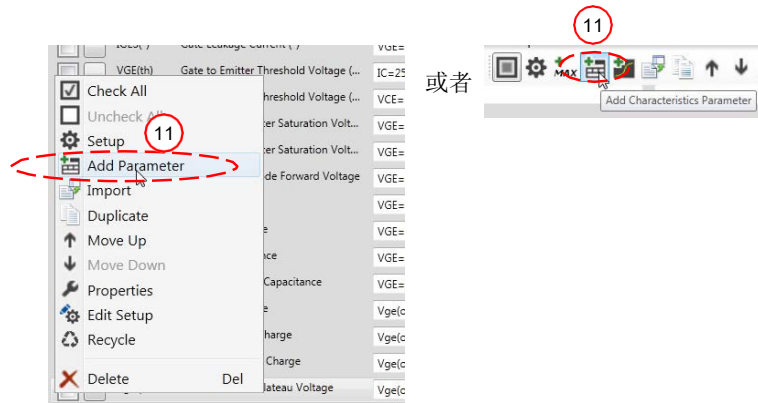 11
Gate Leakage Current
VGE=
VGE(th) Gate to Emitter Threshold Voltage (... IC=25
Check All
hreshold Voltage (... VCE=
Uncheck All
er Saturation Volt... VGE=
Setup
11
er Saturation Volt... VGE=
Add Parameter
de Forward Voltage VGE=
Import
VGE=
Duplicate
VGE=
Move Up
nce VGE=
Move Down
Capacitance VGE=
Properties
Vge(c
Edit Setup
harge Vge(c
Recycle
Charge Vge(c
Delete Del
lateau Voltage Vge(c
或者
MAX
Add Characteristics Parameter